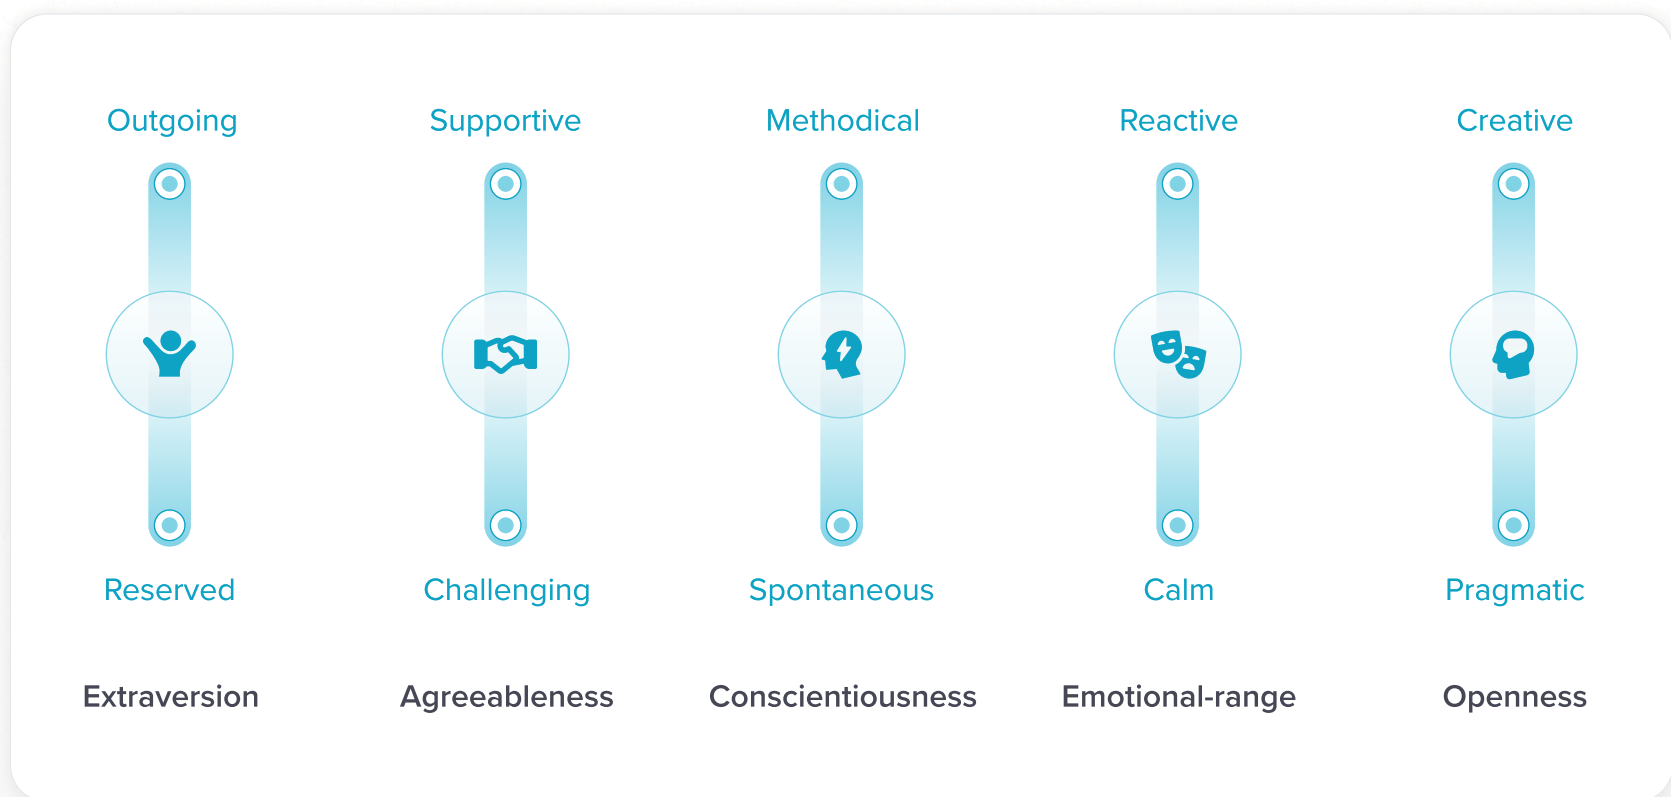 Outgoing
Supportive
Methodical
Reactive
Creative
Reserved
Challenging
Spontaneous
Calm
Pragmatic
Extraversion
Agreeableness
Conscientiousness
Emotional-range
Openness